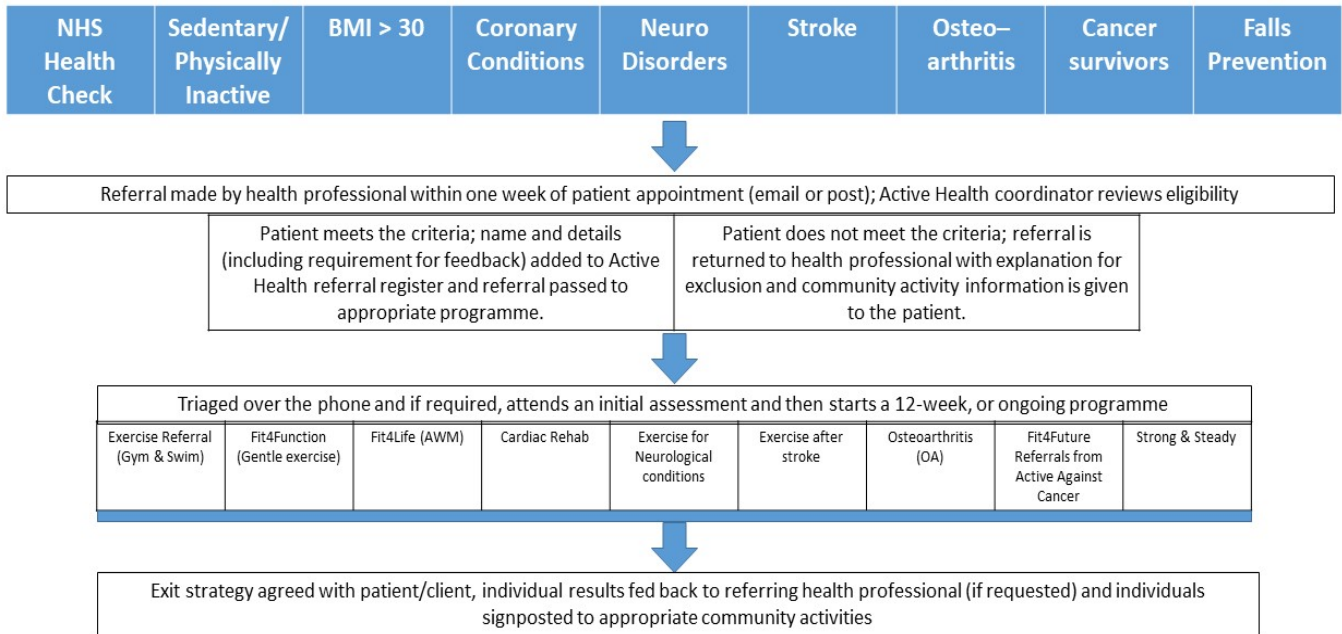 NHS
Health
Check
Sedentary/
Physically
Inactive
BMI > 30
Coronary
Conditions
Neuro
Disorders
Stroke
Osteo–
arthritis
Cancer
survivors
Falls
Prevention
Referral made by health professional within one week of patient appointment (email or post); Active Health coordinator reviews eligibility
Patient meets the criteria; name and details
(including requirement for feedback) added to Active
Health referral register and referral passed to
appropriate programme.
Patient does not meet the criteria; referral is
returned to health professional with explanation for
exclusion and community activity information is given
to the patient.
Triaged over the phone and if required, attends an initial assessment and then starts a 12-week, or ongoing programme
Exercise Referral
(Gym & Swim)
Fit4Function
(Gentle exercise)
Fit4Life (AWM)
Cardiac Rehab
Exercise for
Neurological
conditions
Exercise after
stroke
Osteoarthritis
(OA)
Fit4Future
Referrals from
Active Against
Cancer
Strong & Steady
Exit strategy agreed with patient/client, individual results fed back to referring health professional (if requested) and individuals
signposted to appropriate community activities